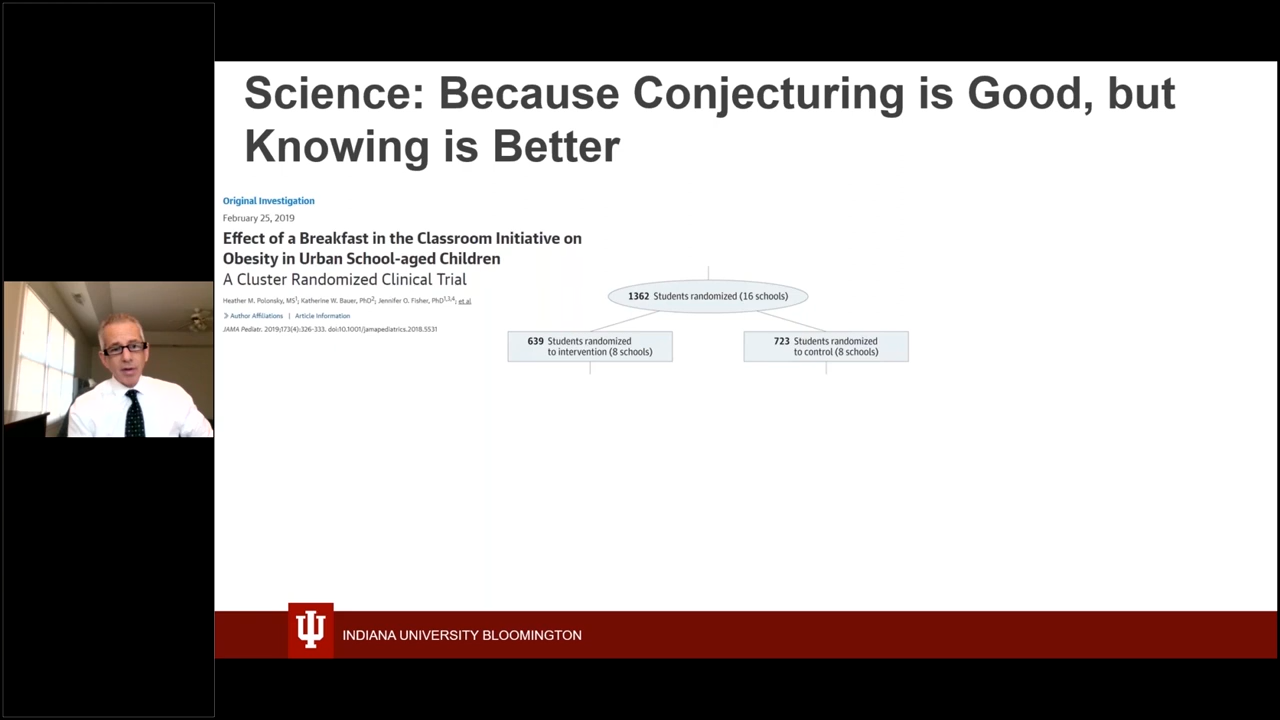 Science: Because Conjecturing is Good, but
Knowing is Better
Original Investigation
February 25, 2019
Effect of a Breakfast in the Classroom Initiative on
Obesity in Urban School-aged Children
A Cluster Randomized Clinical Trial
Heather M. Polonsky, MS1; Katherine W. Bauer, PhD2; Jennifer O. Fisher, PhD1,3,4; et al
» Author Affiliations | Article Information
JAMA Pediatr. 2019;173(4):326-333. doi:10.1001/jamapediatrics.2018.5531
1362 Students randomized (16 schools)
639 Students randomized
to intervention (8 schools)
723 Students randomized
to control (8 schools)
INDIANA UNIVERSITY BLOOMINGTON